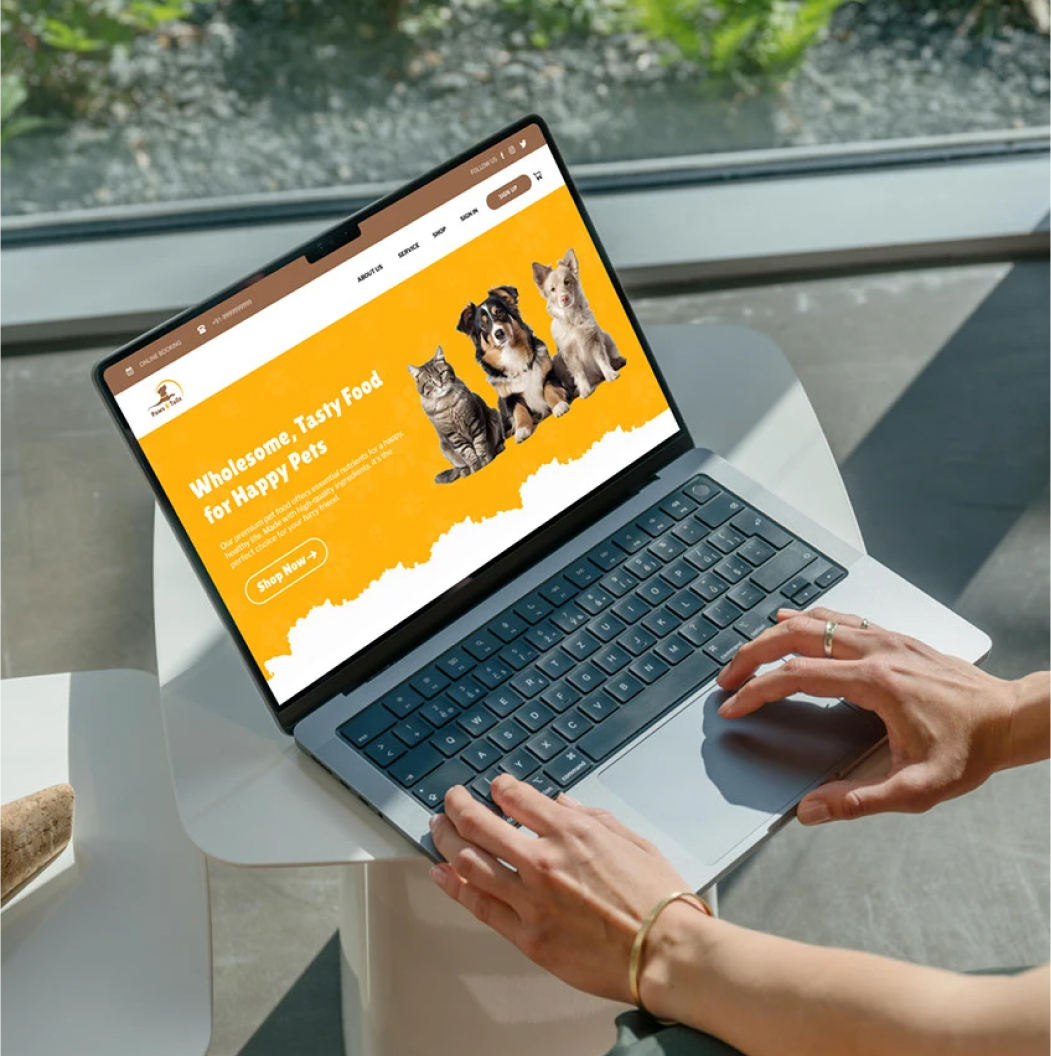 ONLINE BOOKING
+91-9999999999
FOLLOW US
Paws & Tails
ABOUT US
SERVICE
SHOP
SIGN IN
SIGN UP
Wholesome, Tasty Food
for Happy Pets
Our premium pet food offers essential nutrients for a happy,
healthy life. Made with high-quality ingredients, it's the
perfect choice for your furry friend.
Shop Now
esc
Q W E R T Z U I O P
A S D F G H J K L
Y X C V B N M
command